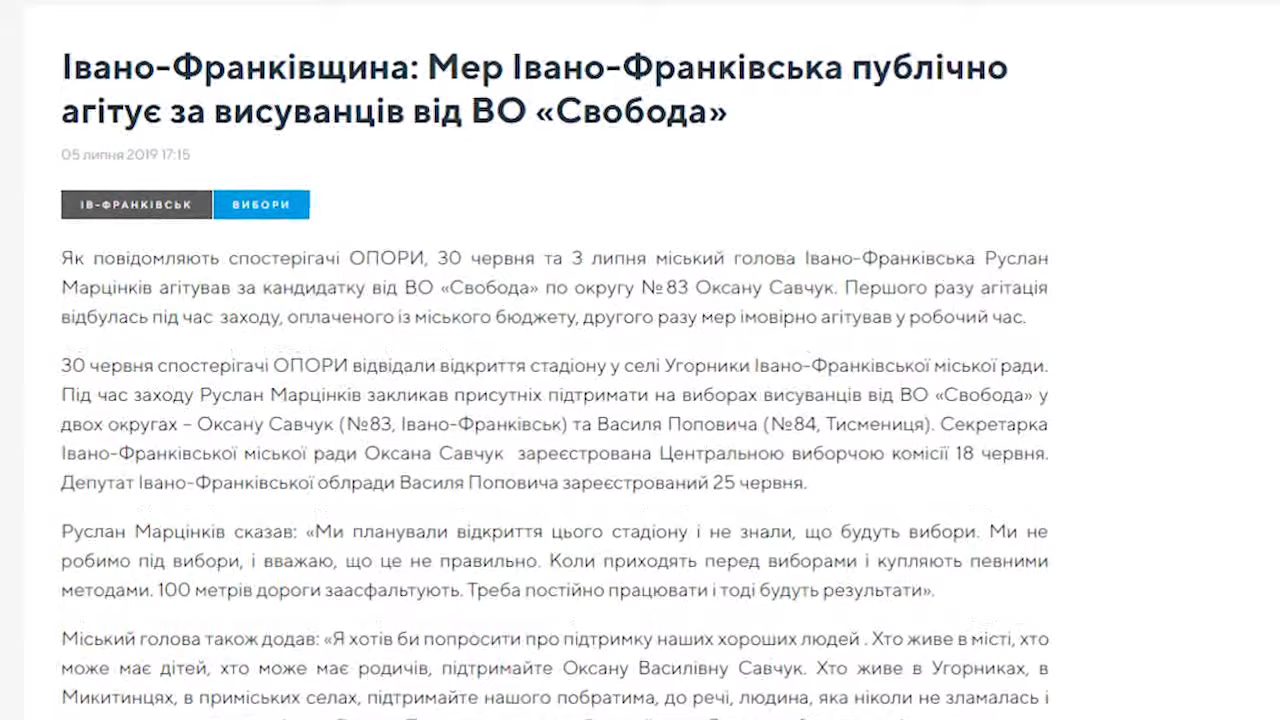 Івано-Франківщина: Мер Івано-Франківська публічно
агітує за висуванців від ВО «Свобода»
05 липня 2019 17:15
ІВ-ФРАНКІВСЬК ВИБОРИ
Як повідомляють спостерігачі ОПОРИ, 30 червня та 3 липня міський голова Івано-Франківська Руслан
Марцінків агітував за кандидатку від ВО «Свобода» по округу №83 Оксану Савчук. Першого разу агітація
відбулась під час заходу, оплаченого із міського бюджету, другого разу мер імовірно агітував у робочий час.
30 червня спостерігачі ОПОРИ відвідали відкриття стадіону у селі Угорники Івано-Франківської міської ради.
Під час заходу Руслан Марцінків закликав присутніх підтримати на виборах висуванців від ВО «Свобода» у
двох округах – Оксану Савчук (№83, Івано-Франківськ) та Василя Поповича (№84, Тисмениця). Секретарка
Івано-Франківської міської ради Оксана Савчук зареєстрована Центральною виборчою комісії 18 червня.
Депутат Івано-Франківської облради Василя Поповича зареєстрований 25 червня.
Руслан Марцінків сказав: «Ми планували відкриття цього стадіону і не знали, що будуть вибори. Ми не
робимо під вибори, і вважаю, що це не правильно. Коли приходять перед виборами і купляють певними
методами. 100 метрів дороги заасфальтують. Треба постійно працювати і тоді будуть результати».
Міський голова також додав: «Я хотів би попросити про підтримку наших хороших людей . Хто живе в місті, хто
може має дітей, хто може має родичів, підтримайте Оксану Василівну Савчук. Хто живе в Угорниках, в
Микитинцях, в приміських селах, підтримайте нашого побратима, до речі, людина, яка ніколи не зламалась і